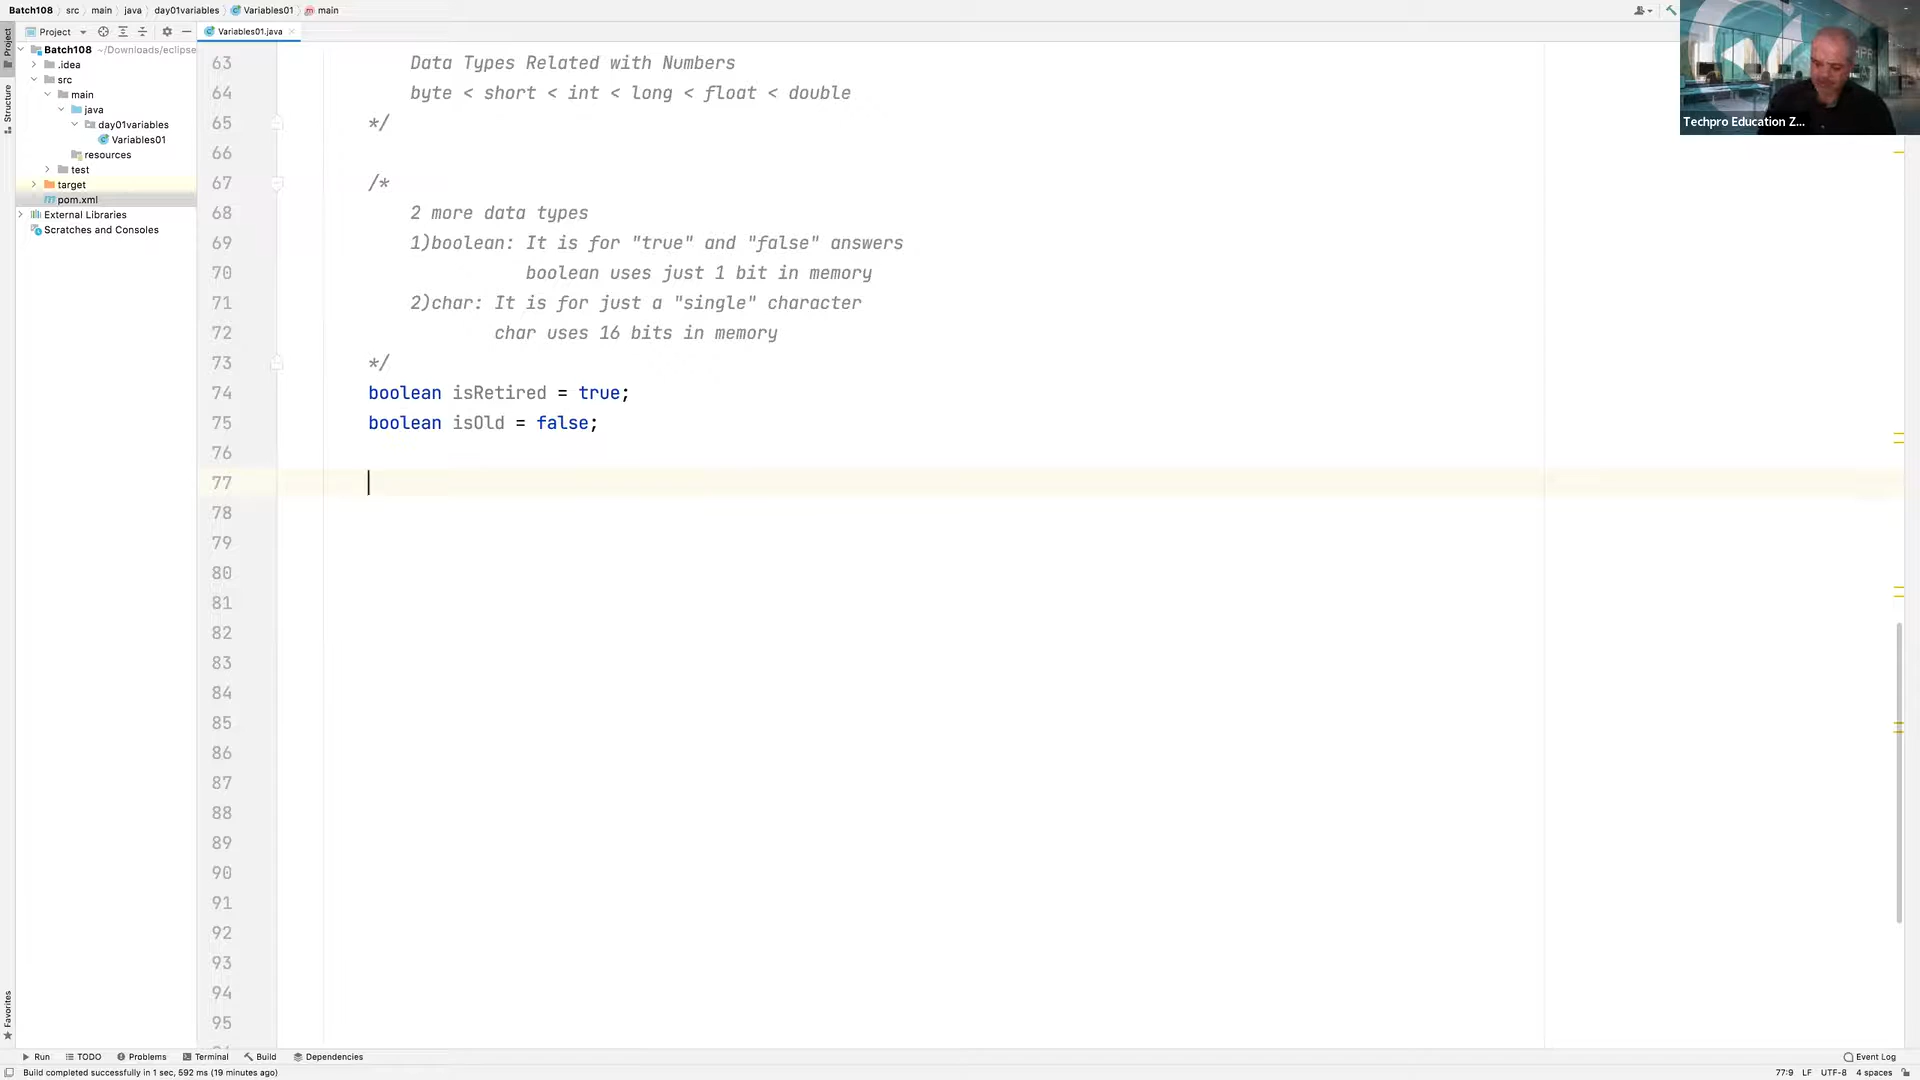 Batch108 src main java day01variables Variables01 main
Project
Variables01.java
Batch108 ~/Downloads/eclipse
.idea
src
main
java
day01variables
Variables01
resources
test
target
pom.xml
External Libraries
Scratches and Consoles
Project
Structure
Favorites
63 Data Types Related with Numbers
64 byte < short < int < long < float < double
65 */
66
67 /*
68 2 more data types
69 1)boolean: It is for "true" and "false" answers
70 boolean uses just 1 bit in memory
71 2)char: It is for just a "single" character
72 char uses 16 bits in memory
73 */
74 boolean isRetired = true;
75 boolean isOld = false;
76
77
78
79
80
81
82
83
84
85
86
87
88
89
90
91
92
93
94
95
Techpro Education Z...
Run TODO Problems Terminal Build Dependencies Event Log
Build completed successfully in 1 sec, 592 ms (19 minutes ago) 77:9 LF UTF-8 4 spaces